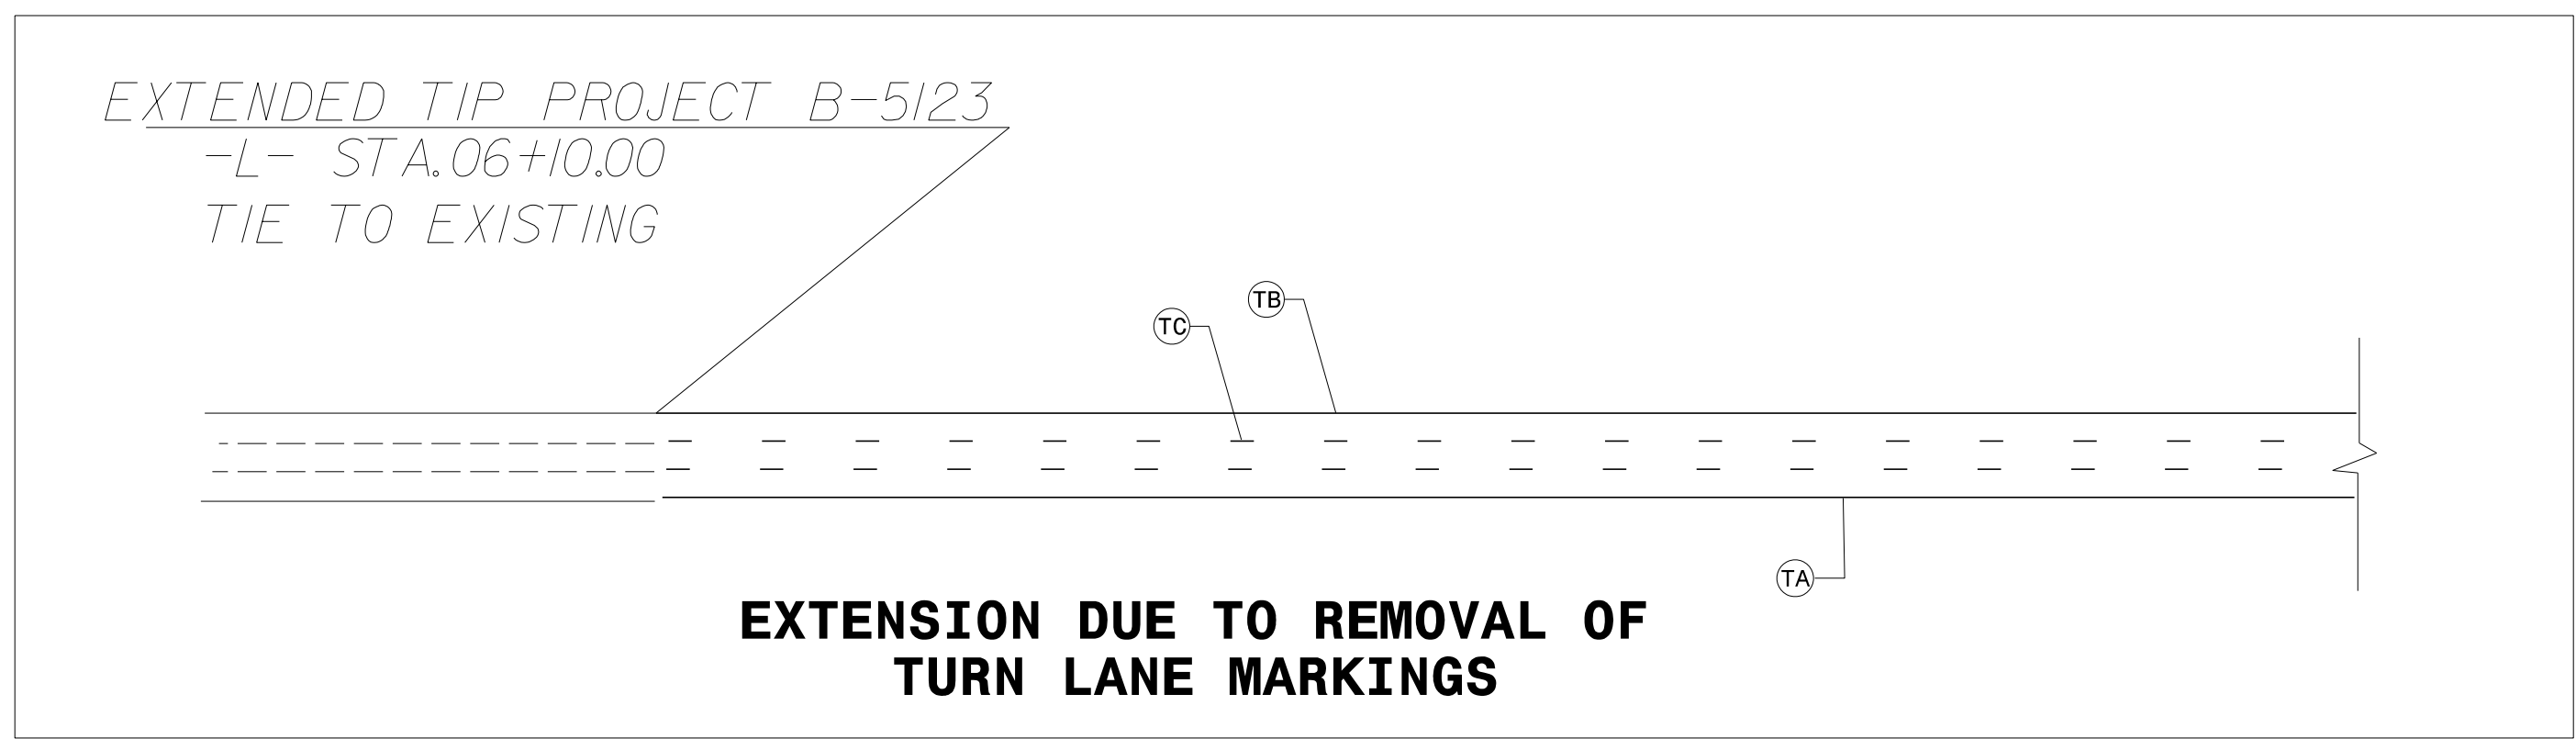 EXTENDED TIP PROJECT B-5123
-L- STA.06+10.00
TIE TO EXISTING
TB
TC
TA
EXTENSION DUE TO REMOVAL OF
TURN LANE MARKINGS